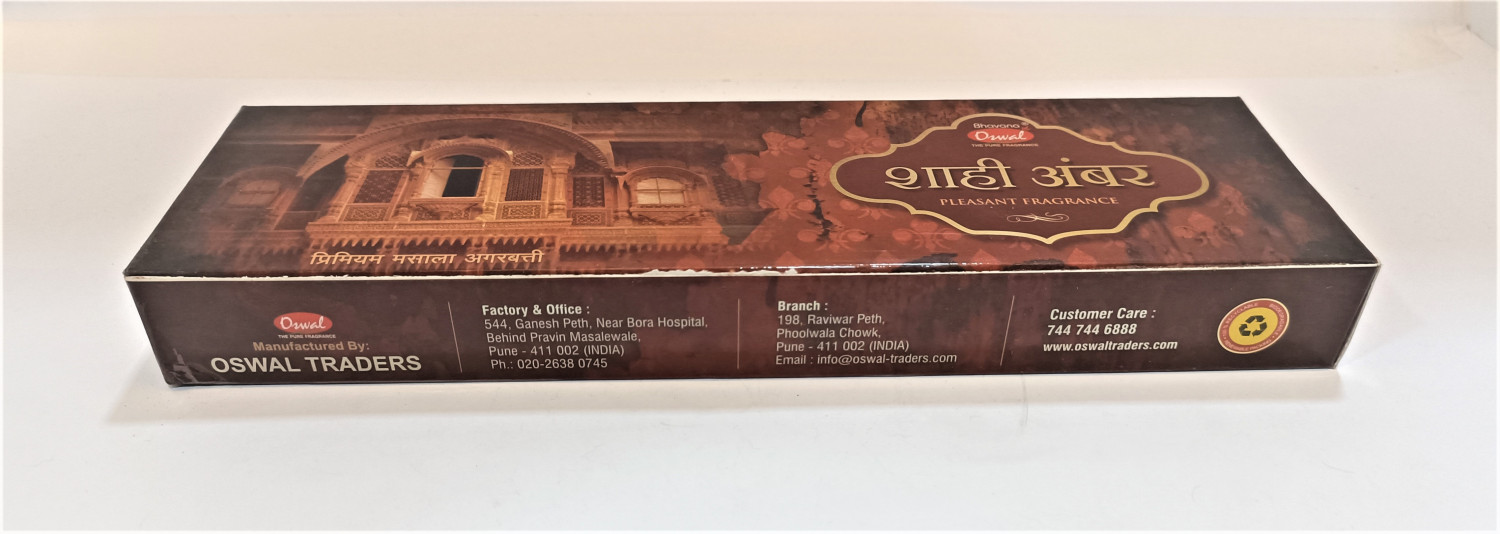 Bhavana
Oswal
THE PURE FRAGRANCE
शाही अंबर
PLEASANT FRAGRANCE
प्रिमियम मसाला अगरबत्ती
Oswal
THE PURE FRAGRANCE
Manufactured By:
OSWAL TRADERS
Factory & Office :
544, Ganesh Peth, Near Bora Hospital,
Behind Pravin Masalewale,
Pune - 411 002 (INDIA)
Ph.: 020-2638 0745
Branch :
198, Raviwar Peth,
Phoolwala Chowk,
Pune - 411 002 (INDIA)
Email : info@oswal-traders.com
Customer Care :
744 744 6888
www.oswaltraders.com